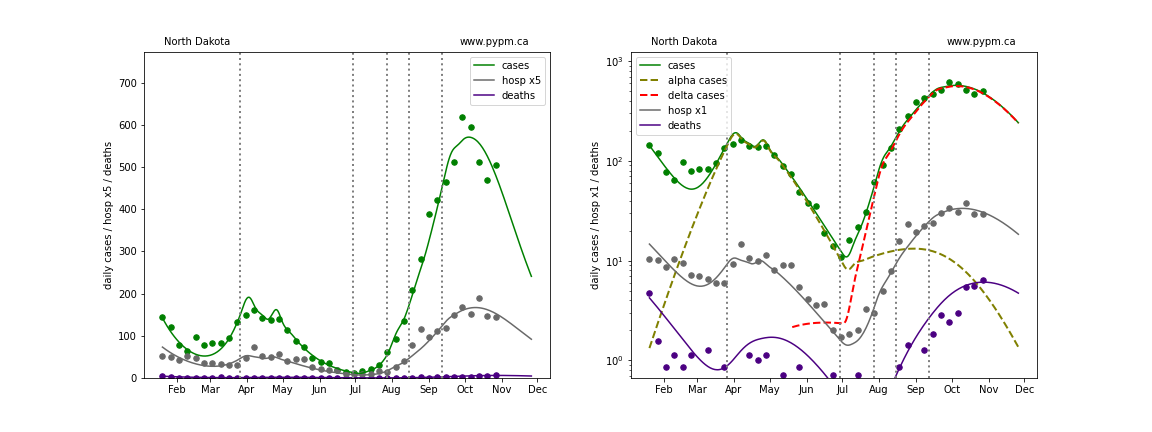 North Dakota www.pypm.ca
cases
hosp x5
deaths
700
600
500
400
300
200
100
0
daily cases / hosp x5 / deaths
Feb Mar Apr May Jun Jul Aug Sep Oct Nov Dec
North Dakota www.pypm.ca
cases
alpha cases
delta cases
hosp x1
deaths
10³
10²
10¹
10⁰
daily cases / hosp x1 / deaths
Feb Mar Apr May Jun Jul Aug Sep Oct Nov Dec